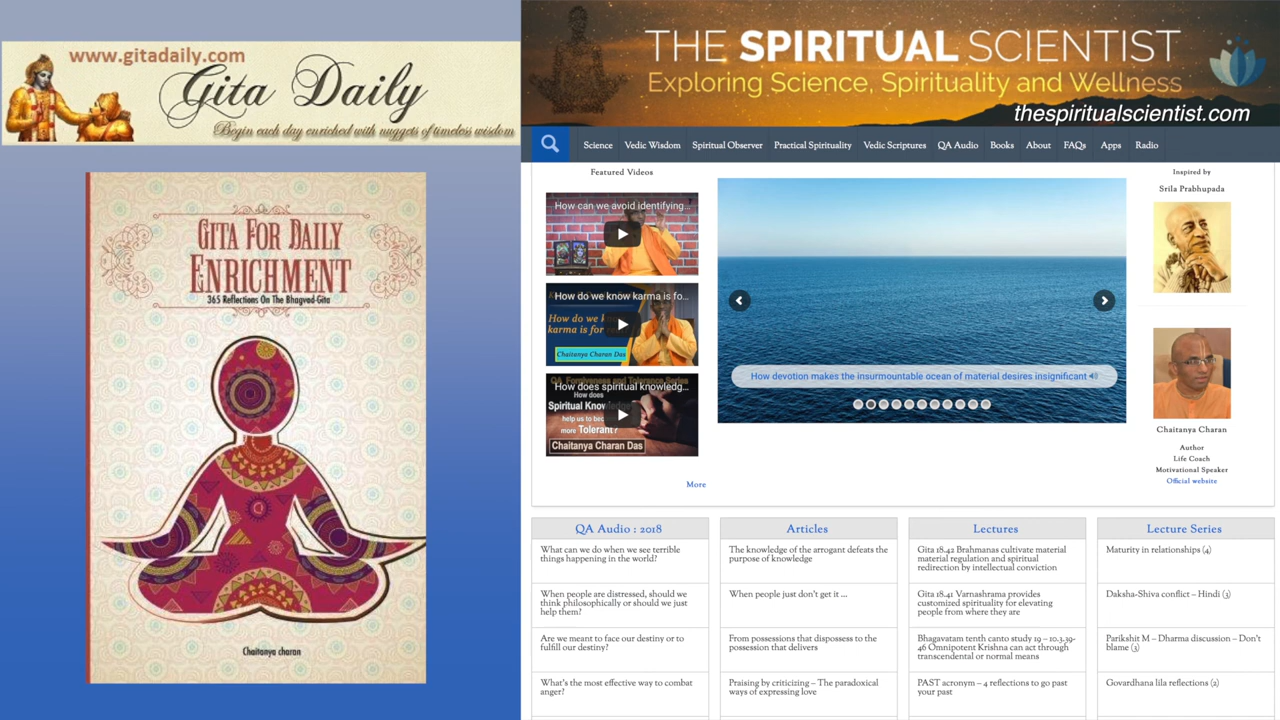 www.gitadaily.com
Gita Daily
Begin each day enriched with nuggets of timeless wisdom
GITA FOR DAILY
ENRICHMENT
365 Reflections On The Bhagvad-Gita
Chaitanya charan
THE SPIRITUAL SCIENTIST
Exploring Science, Spirituality and Wellness
thespiritualscientist.com
Science Vedic Wisdom Spiritual Observer Practical Spirituality Vedic Scriptures QA Audio Books About FAQs Apps Radio
Featured Videos
How can we avoid identifying...
How do we know karma is fo...
How do we k
karma is for
Chaitanya Charan Das
How does spiritual knowledg...
QA Forgiveness and Tolerance Series
How does
Spiritual Know
help us to be
more Tolerant?
Chaitanya Charan Das
More
How devotion makes the insurmountable ocean of material desires insignificant
Inspired by
Srila Prabhupada
Chaitanya Charan
Author
Life Coach
Motivational Speaker
Official website
QA Audio : 2018
What can we do when we see terrible
things happening in the world?
When people are distressed, should we
think philosophically or should we just
help them?
Are we meant to face our destiny or to
fulfill our destiny?
What's the most effective way to combat
anger?
Articles
The knowledge of the arrogant defeats the
purpose of knowledge
When people just don't get it ...
From possessions that dispossess to the
possession that delivers
Praising by criticizing – The paradoxical
ways of expressing love
Lectures
Gita 18.42 Brahmanas cultivate material
material regulation and spiritual
redirection by intellectual conviction
Gita 18.41 Varnashrama provides
customized spirituality for elevating
people from where they are
Bhagavatam tenth canto study 19 – 10.3.39-
46 Omnipotent Krishna can act through
transcendental or normal means
PAST acronym – 4 reflections to go past
your past
Lecture Series
Maturity in relationships (4)
Daksha-Shiva conflict – Hindi (3)
Parikshit M – Dharma discussion – Don't
blame (3)
Govardhana lila reflections (2)